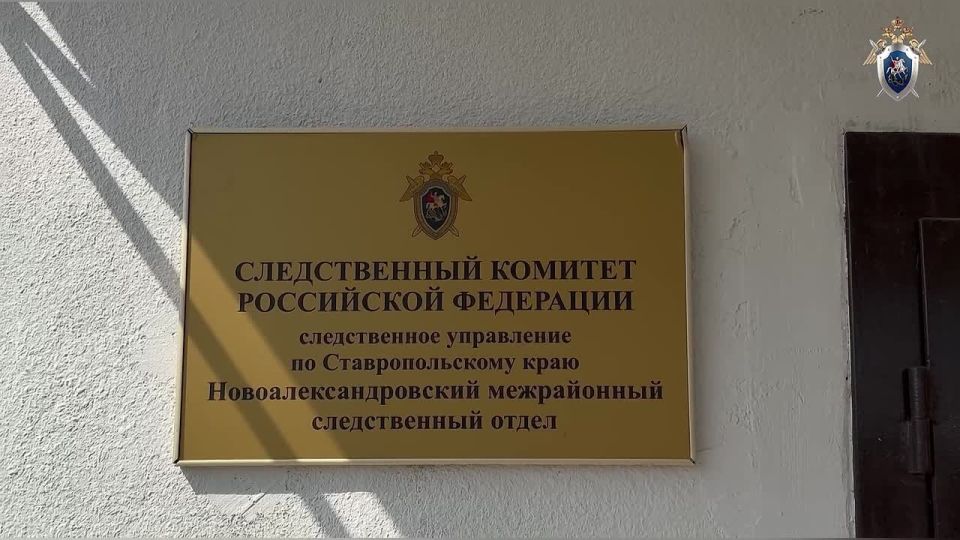 СЛЕДСТВЕННЫЙ КОМИТЕТ
РОССИЙСКОЙ ФЕДЕРАЦИИ
следственное управление
по Ставропольскому краю
Новоалександровский межрайонный
следственный отдел